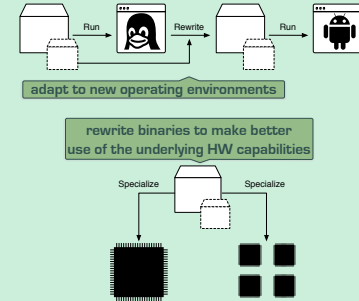 Run
Rewrite
Run
adapt to new operating environments
rewrite binaries to make better
use of the underlying HW capabilities
Specialize
Specialize